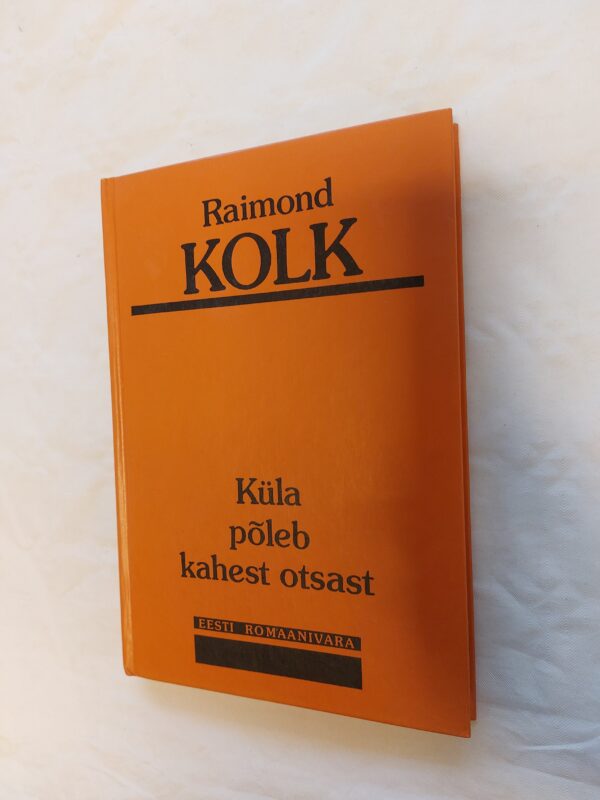 Raimond
KOLK
Küla
põleb
kahest otsast
EESTI ROMAANIVARA